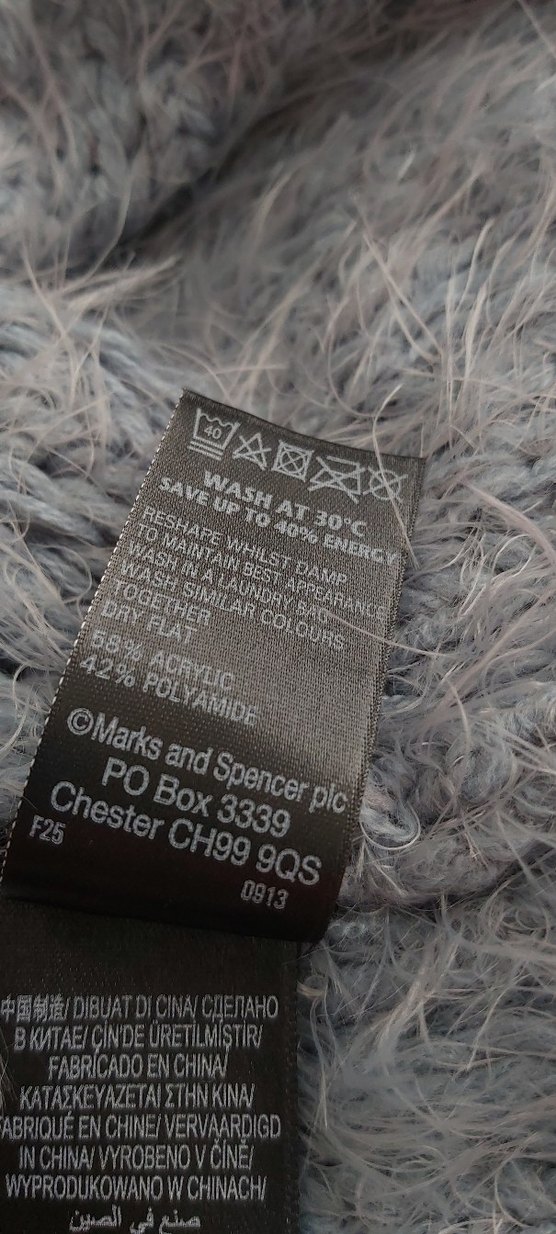 40
WASH AT 30°C
SAVE UP TO 40% ENERGY
RESHAPE WHILST DAMP
TO MAINTAIN BEST APPEARANCE
WASH IN A LAUNDRY BAG
WASH SIMILAR COLOURS
TOGETHER
DRY FLAT
58% ACRYLIC
42% POLYAMIDE
©Marks and Spencer plc
PO Box 3339
Chester CH99 9QS
F25
0913
中国制造/ DIBUAT DI CINA/ СДЕЛАНО
В КИТАЕ/ ÇİN'DE ÜRETİLMİŞTİR/
FABRICADO EN CHINA/
ΚΑΤΑΣΚΕΥΑΖΕΤΑΙ ΣΤΗΝ ΚΙΝΑ/
FABRIQUÉ EN CHINE/ VERVAARDIGD
IN CHINA/ VYROBENO V ČÍNĚ/
WYPRODUKOWANO W CHINACH/
صنع في الصين